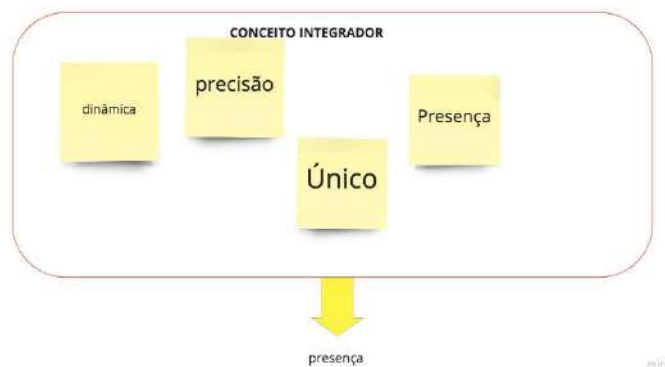 CONCEITO INTEGRADOR
dinâmica
precisão
Único
Presença
presença